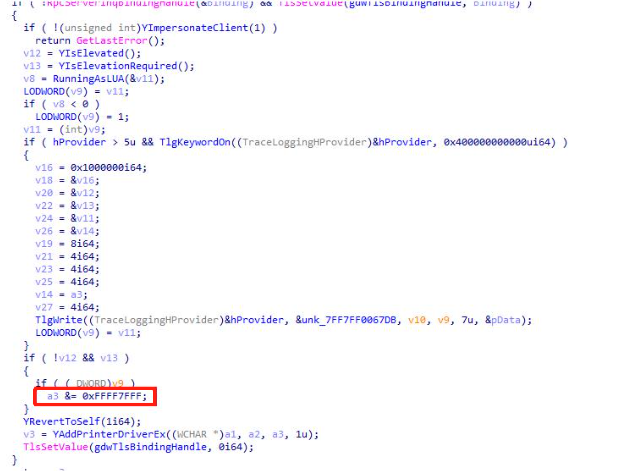 if ( !RpcServerInqBindingHandle(&Binding) && TlsSetValue(gdwTlsBindingHandle, Binding) )
{
if ( !(unsigned int)YImpersonateClient(1) )
return GetLastError();
v12 = YIsElevated();
v13 = YIsElevationRequired();
v8 = RunningAsLUA(&v11);
LODWORD(v9) = v11;
if ( v8 < 0 )
LODWORD(v9) = 1;
v11 = (int)v9;
if ( hProvider > 5u && TlgKeywordOn((TraceLoggingHProvider)&hProvider, 0x400000000000ui64) )
{
v16 = 0x1000000i64;
v18 = &v16;
v20 = &v12;
v22 = &v13;
v24 = &v11;
v26 = &v14;
v19 = 8i64;
v21 = 4i64;
v23 = 4i64;
v25 = 4i64;
v14 = a3;
v27 = 4i64;
TlgWrite((TraceLoggingHProvider)&hProvider, &unk_7FF7FF0067DB, v10, v9, 7u, &pData);
LODWORD(v9) = v11;
}
if ( !v12 && v13 )
{
if ( (_DWORD)v9 )
a3 &= 0xFFFF7FFF;
}
YRevertToSelf(1i64);
v3 = YAddPrinterDriverEx((WCHAR *)a1, a2, a3, 1u);
TlsSetValue(gdwTlsBindingHandle, 0i64);
}